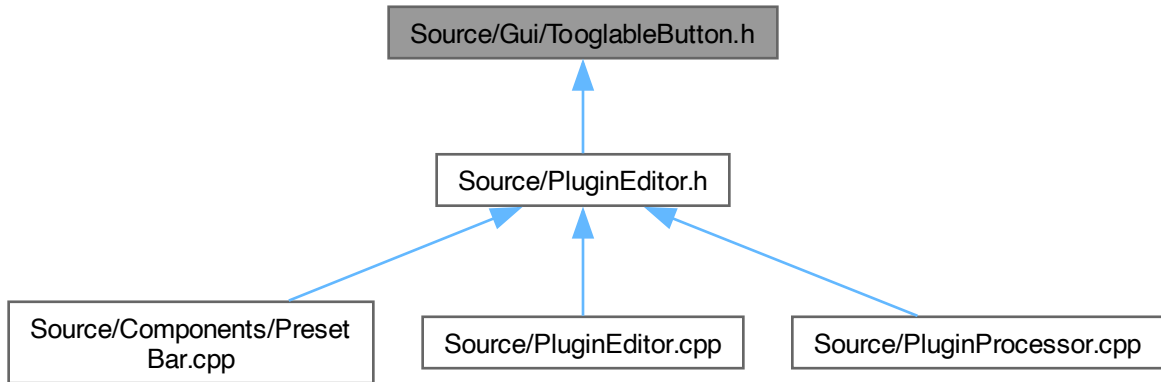 Source/Gui/TooglableButton.h
Source/PluginEditor.h
Source/Components/Preset
Bar.cpp
Source/PluginEditor.cpp
Source/PluginProcessor.cpp